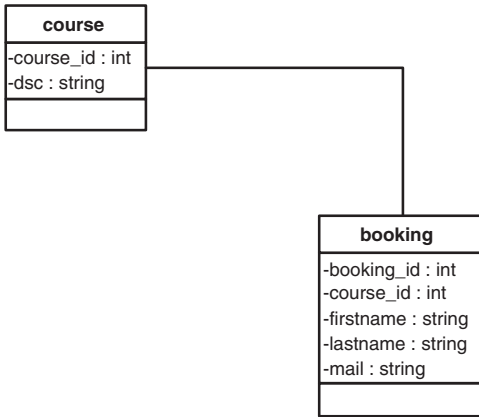 course
-course_id : int
-dsc : string
booking
-booking_id : int
-course_id : int
-firstname : string
-lastname : string
-mail : string